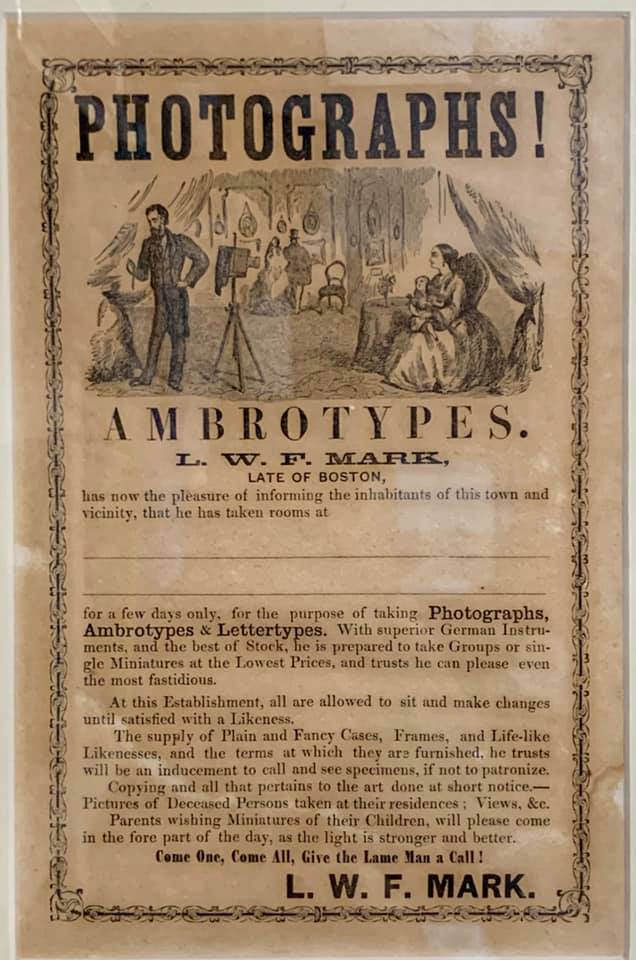 PHOTOGRAPHS!
AMBROTYPES.
L. W. F. MARK,
LATE OF BOSTON,
has now the pleasure of informing the inhabitants of this town and
vicinity, that he has taken rooms at
for a few days only, for the purpose of taking Photographs,
Ambrotypes & Lettertypes. With superior German Instru-
ments, and the best of Stock, he is prepared to take Groups or sin-
gle Miniatures at the Lowest Prices, and trusts he can please even
the most fastidious.
At this Establishment, all are allowed to sit and make changes
until satisfied with a Likeness.
The supply of Plain and Fancy Cases, Frames, and Life-like
Likenesses, and the terms at which they are furnished, he trusts
will be an inducement to call and see specimens, if not to patronize.
Copying and all that pertains to the art done at short notice.—
Pictures of Deceased Persons taken at their residences ; Views, &c.
Parents wishing Miniatures of their Children, will please come
in the fore part of the day, as the light is stronger and better.
Come One, Come All, Give the Lame Man a Call!
L. W. F. MARK.